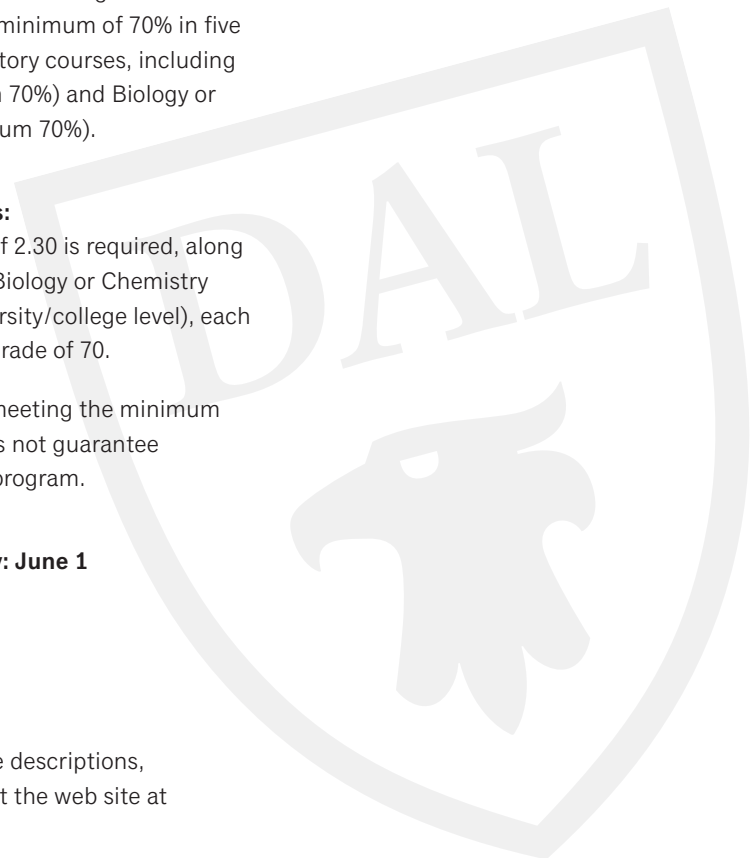 minimum of 70% in five
tory courses, including
70%) and Biology or
um 70%).
s:
f 2.30 is required, along
Biology or Chemistry
rsity/college level), each
rade of 70.
neeting the minimum
s not guarantee
program.
: June 1
e descriptions,
t the web site at
DAL